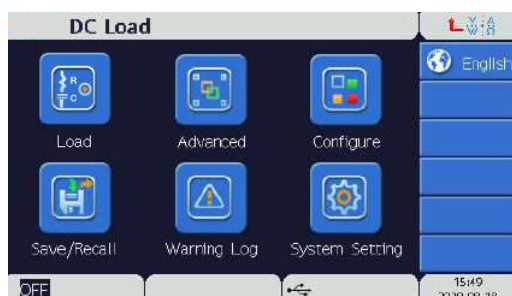 DC Load
English
Load
Advanced
Configure
Save/Recall
Warning Log
System Setting
OFF
15:49